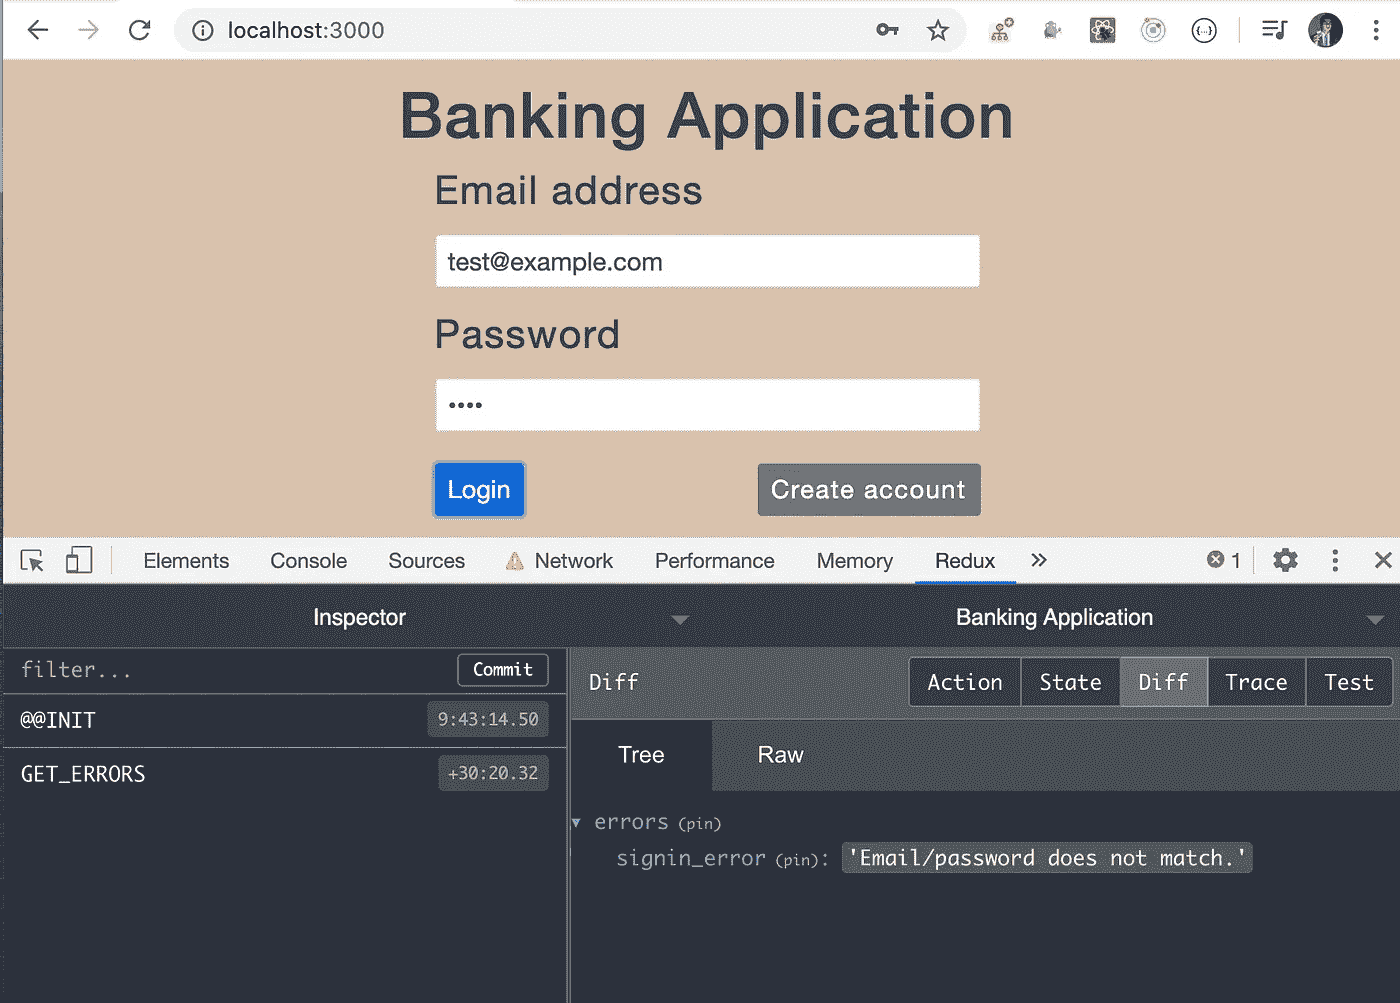 localhost:3000
Banking Application
Email address
test@example.com
Password
••••
Login Create account
Elements Console Sources Network Performance Memory Redux » 1
Inspector Banking Application
filter... Commit Diff Action State Diff Trace Test
@@INIT 9:43:14.50
Tree Raw
GET_ERRORS +30:20.32
errors (pin)
signin_error (pin): 'Email/password does not match.'